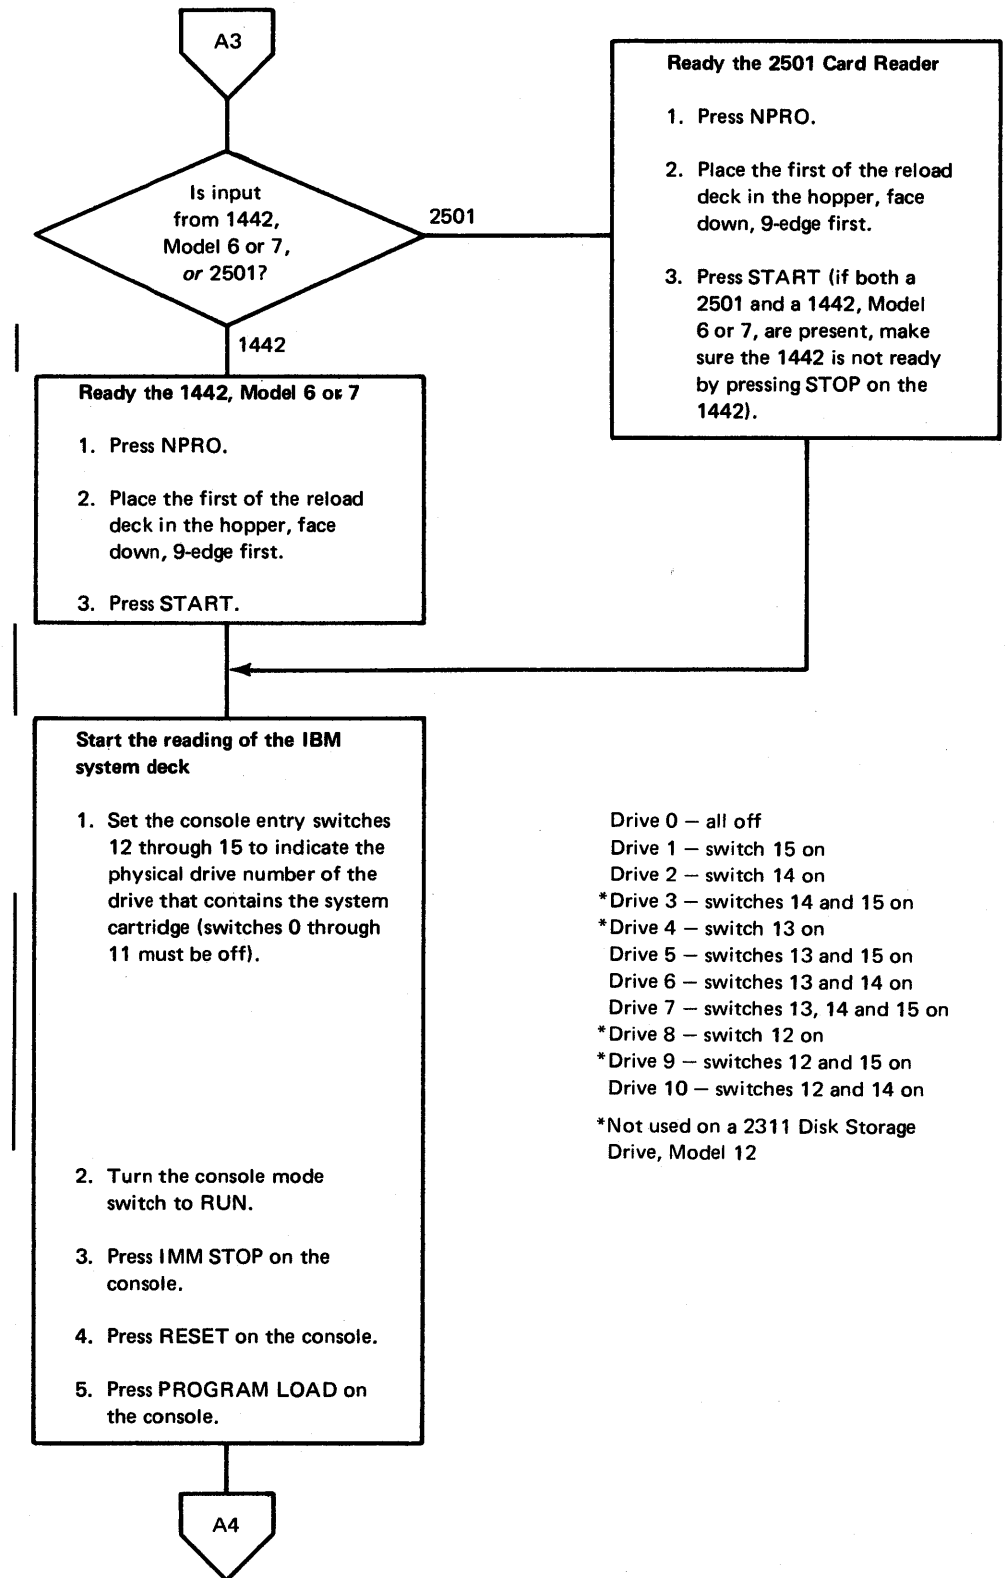 A3
Is input
from 1442,
Model 6 or 7,
or 2501?
2501
1442
Ready the 2501 Card Reader
1. Press NPRO.
2. Place the first of the reload
deck in the hopper, face
down, 9-edge first.
3. Press START (if both a
2501 and a 1442, Model
6 or 7, are present, make
sure the 1442 is not ready
by pressing STOP on the
1442).
Ready the 1442, Model 6 or 7
1. Press NPRO.
2. Place the first of the reload
deck in the hopper, face
down, 9-edge first.
3. Press START.
Start the reading of the IBM
system deck
1. Set the console entry switches
12 through 15 to indicate the
physical drive number of the
drive that contains the system
cartridge (switches 0 through
11 must be off).
Drive 0 — all off
Drive 1 — switch 15 on
Drive 2 — switch 14 on
*Drive 3 — switches 14 and 15 on
*Drive 4 — switch 13 on
Drive 5 — switches 13 and 15 on
Drive 6 — switches 13 and 14 on
Drive 7 — switches 13, 14 and 15 on
*Drive 8 — switch 12 on
*Drive 9 — switches 12 and 15 on
Drive 10 — switches 12 and 14 on
*Not used on a 2311 Disk Storage
Drive, Model 12
2. Turn the console mode
switch to RUN.
3. Press IMM STOP on the
console.
4. Press RESET on the console.
5. Press PROGRAM LOAD on
the console.
A4